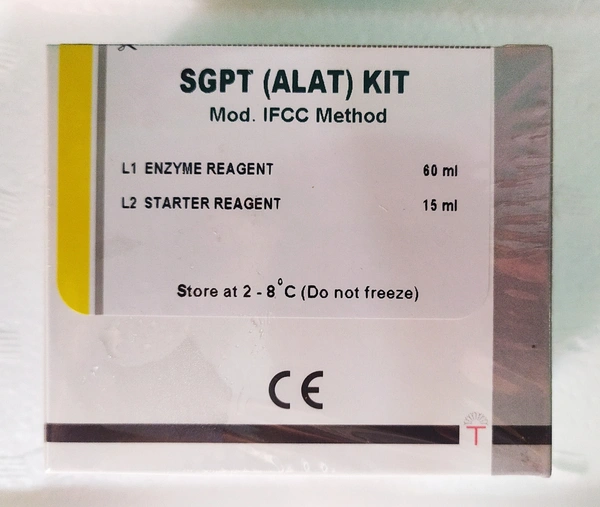 SGPT (ALAT) KIT
Mod. IFCC Method
L1 ENZYME REAGENT 60 ml
L2 STARTER REAGENT 15 ml
Store at 2 - 8°C (Do not freeze)
CE
T